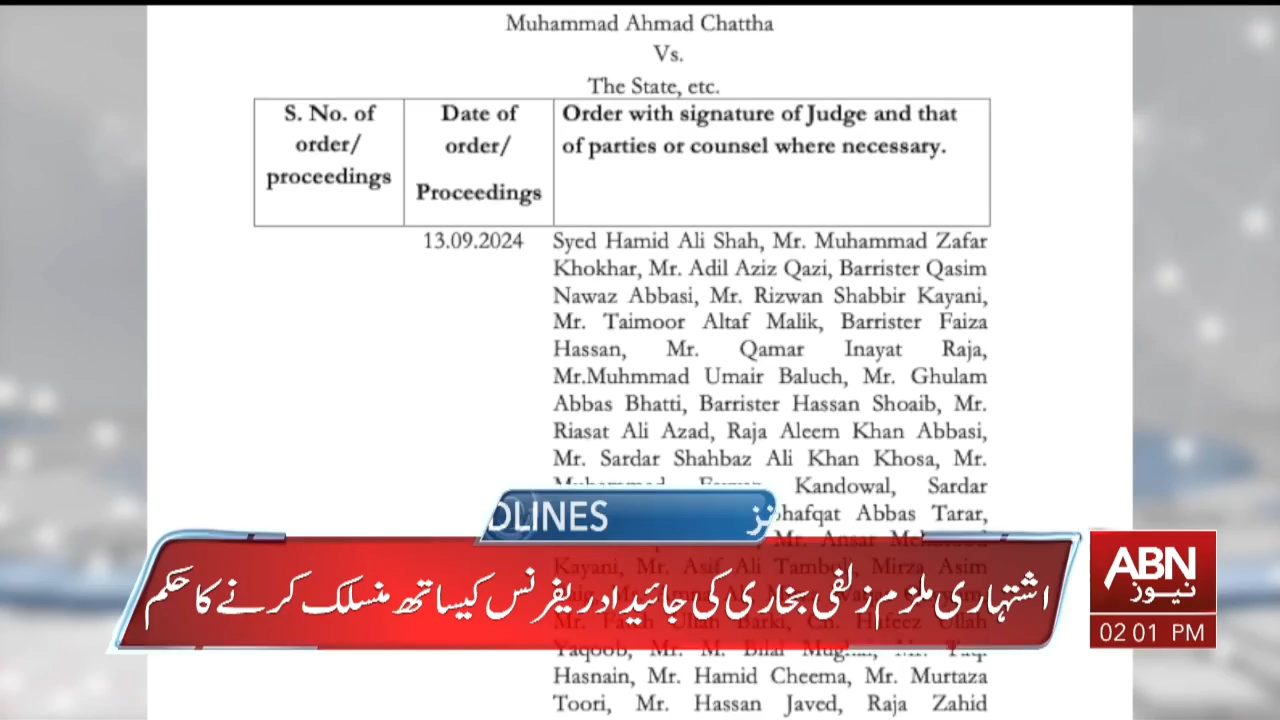 Muhammad Ahmad Chattha
Vs.
The State, etc.
S. No. of order/ proceedings
Date of order/ Proceedings
Order with signature of Judge and that
of parties or counsel where necessary.
13.09.2024
Syed Hamid Ali Shah, Mr. Muhammad Zafar
Khokhar, Mr. Adil Aziz Qazi, Barrister Qasim
Nawaz Abbasi, Mr. Rizwan Shabbir Kayani,
Mr. Taimoor Altaf Malik, Barrister Faiza
Hassan, Mr. Qamar Inayat Raja,
Mr.Muhmmad Umair Baluch, Mr. Ghulam
Abbas Bhatti, Barrister Hassan Shoaib, Mr.
Riasat Ali Azad, Raja Aleem Khan Abbasi,
Mr. Sardar Shahbaz Ali Khan Khosa, Mr.
Kandowal, Sardar
Shafqat Abbas Tarar,
DLINES
نز
Kayani, Mr. Asif Ali Mirza Asim
اشتہاری ملزم زلفی بخاری کی جائیداد ریفرنس کیساتھ منسلک کرنے کا حکم
Yaqoob, Mr. M. Bilal
Hasnain, Mr. Hamid Cheema, Mr. Murtaza
Toori, Mr. Hassan Javed, Raja Zahid
ABN
نیوز
02 01 PM